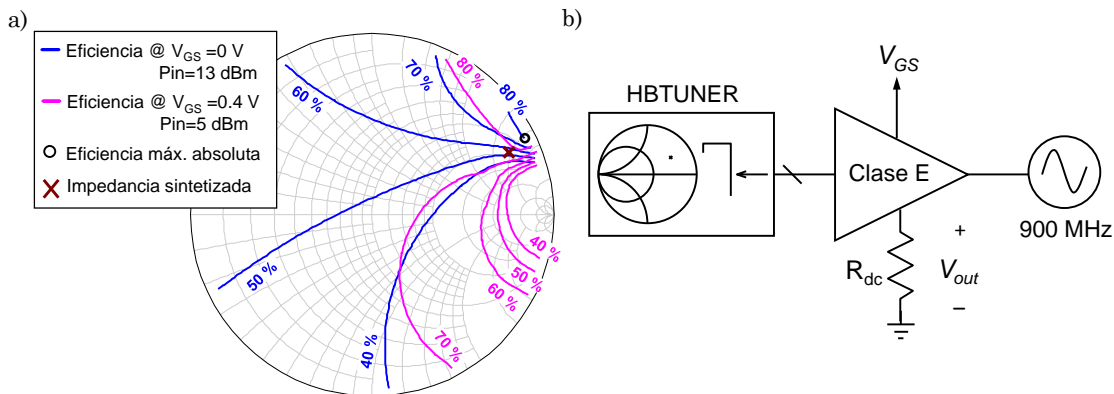 a)
Eficiencia @ V_GS =0 V
Pin=13 dBm
Eficiencia @ V_GS =0.4 V
Pin=5 dBm
Eficiencia máx. absoluta
Impedancia sintetizada
60 %
70 %
80 %
80 %
50 %
40 %
70 %
60 %
50 %
40 %
b)
HBTUNER
V_GS
Clase E
900 MHz
R_dc
+
V_out
−